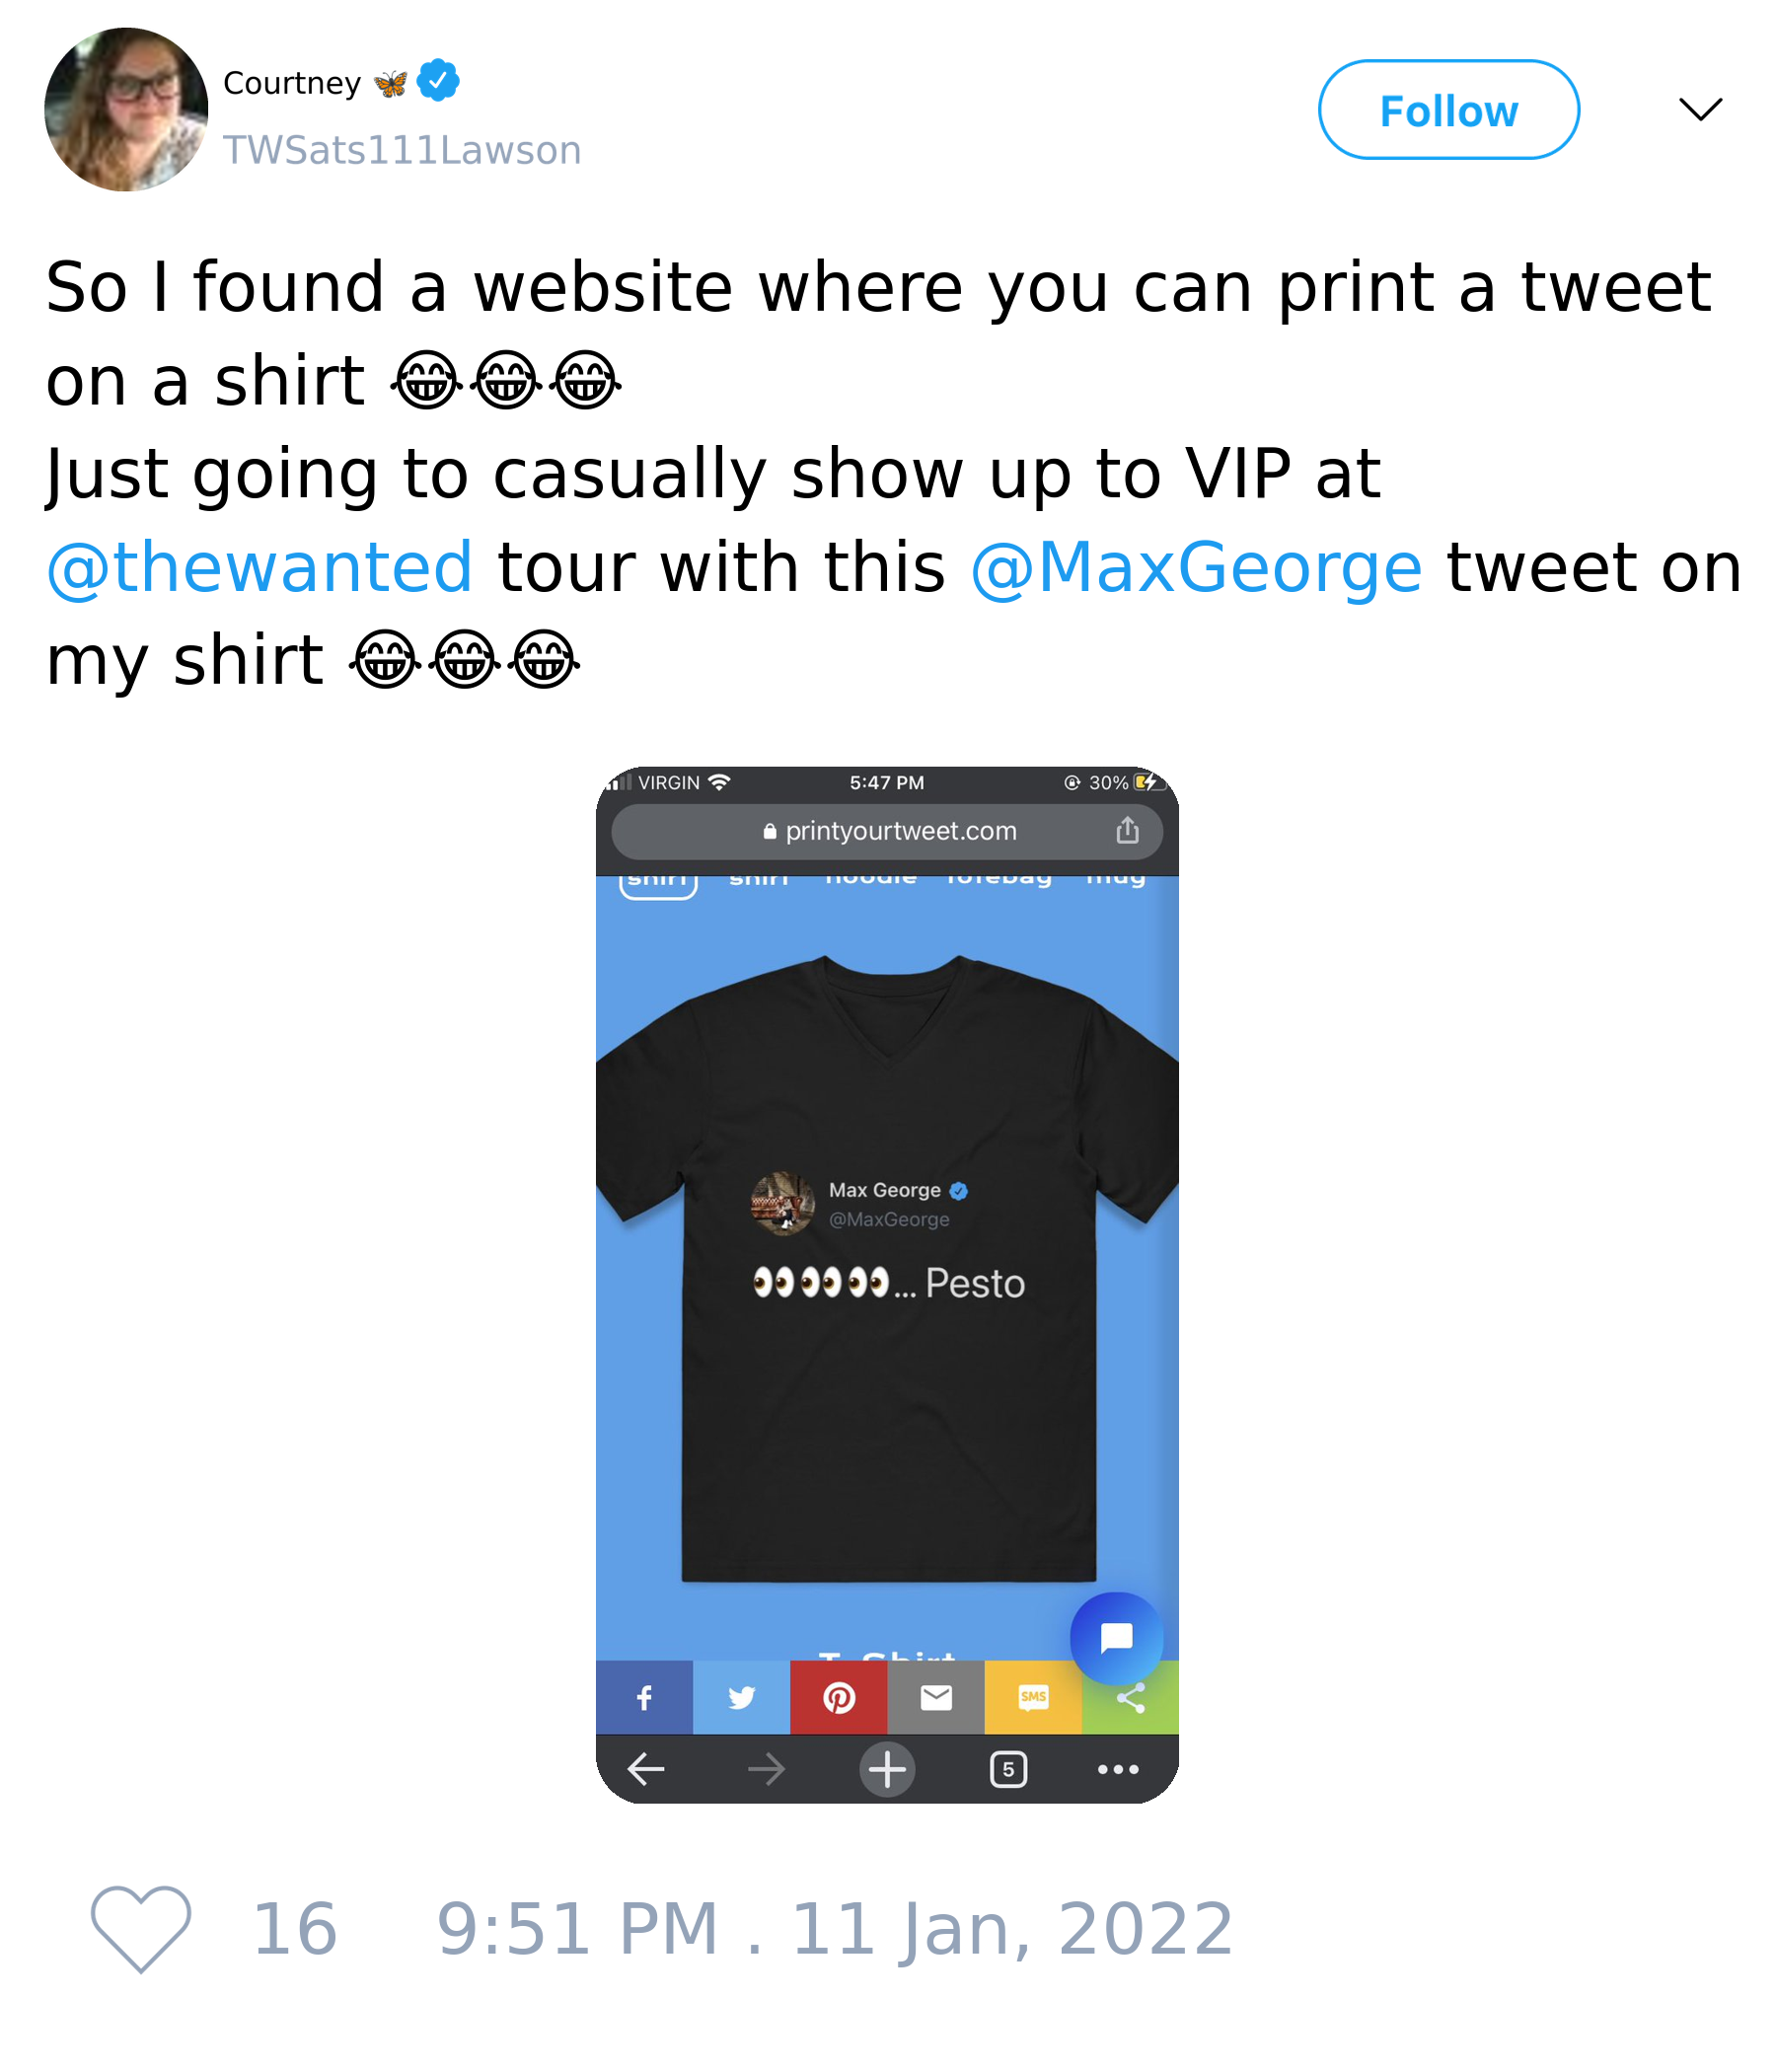 Courtney 🦋
TWSats111Lawson
Follow
So I found a website where you can print a tweet
on a shirt 😂😂😂
Just going to casually show up to VIP at
@thewanted tour with this @MaxGeorge tweet on
my shirt 😂😂😂
VIRGIN 5:47 PM 30%
printyourtweet.com
shirt shirt hoodie totebag mug
Max George
@MaxGeorge
👀👀👀... Pesto
T-Shirt
SMS
5
16 9:51 PM . 11 Jan, 2022